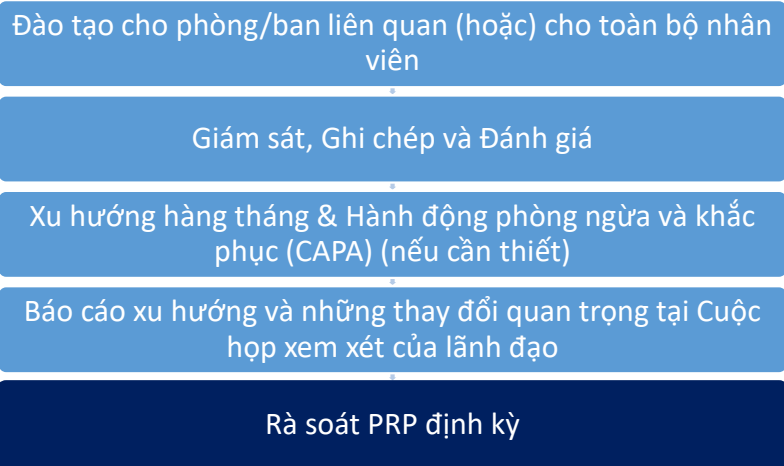 Đào tạo cho phòng/ban liên quan (hoặc) cho toàn bộ nhân
viên
Giám sát, Ghi chép và Đánh giá
Xu hướng hàng tháng & Hành động phòng ngừa và khắc
phục (CAPA) (nếu cần thiết)
Báo cáo xu hướng và những thay đổi quan trọng tại Cuộc
họp xem xét của lãnh đạo
Rà soát PRP định kỳ